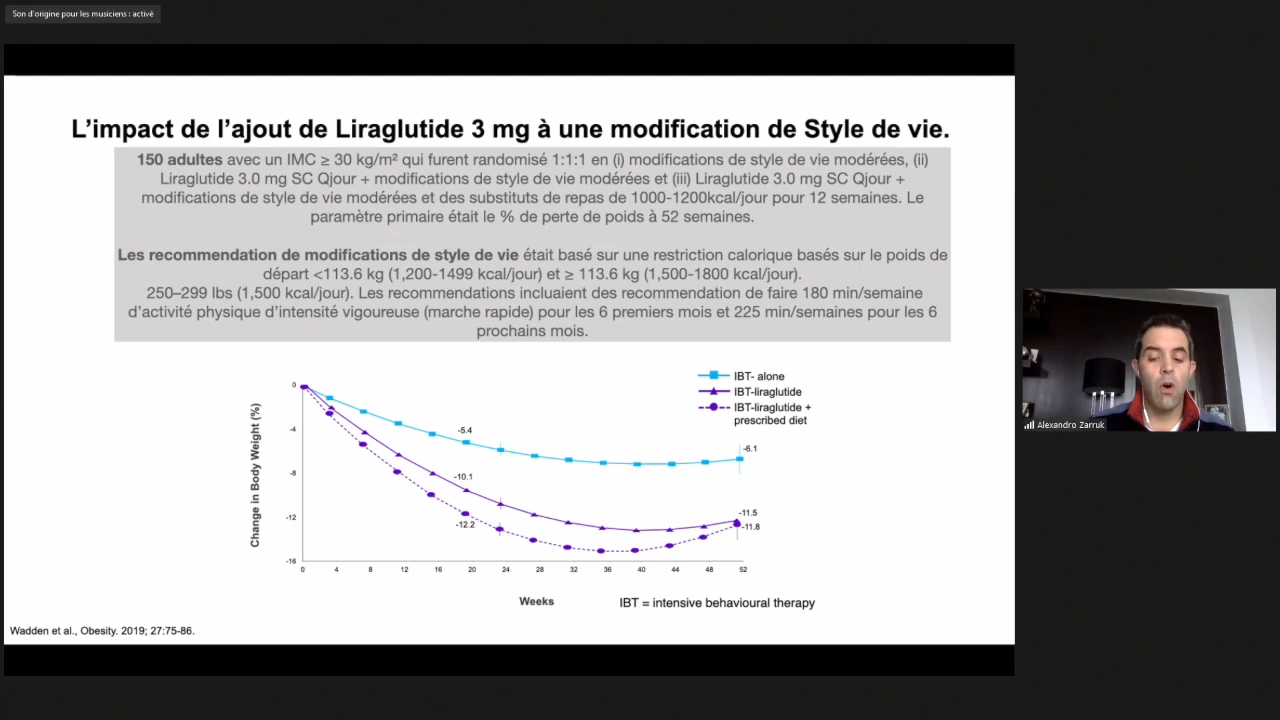 Son d'origine pour les musiciens : activé
L'impact de l'ajout de Liraglutide 3 mg à une modification de Style de vie.
150 adultes avec un IMC ≥ 30 kg/m² qui furent randomisé 1:1:1 en (i) modifications de style de vie modérées, (ii)
Liraglutide 3.0 mg SC Qjour + modifications de style de vie modérées et (iii) Liraglutide 3.0 mg SC Qjour +
modifications de style de vie modérées et des substituts de repas de 1000-1200kcal/jour pour 12 semaines. Le
paramètre primaire était le % de perte de poids à 52 semaines.
Les recommendation de modifications de style de vie était basé sur une restriction calorique basés sur le poids de
départ <113.6 kg (1,200-1499 kcal/jour) et ≥ 113.6 kg (1,500-1800 kcal/jour).
250–299 lbs (1,500 kcal/jour). Les recommendations incluaient des recommendation de faire 180 min/semaine
d'activité physique d'intensité vigoureuse (marche rapide) pour les 6 premiers mois et 225 min/semaines pour les 6
prochains mois.
IBT- alone
IBT-liraglutide
IBT-liraglutide +
prescribed diet
Change in Body Weight (%)
0
-4
-8
-12
-16
-5.4
-10.1
-12.2
-6.1
-11.5
-11.8
0 4 8 12 16 20 24 28 32 36 40 44 48 52
Weeks
IBT = intensive behavioural therapy
Wadden et al., Obesity. 2019; 27:75-86.
Alexandro Zarruk